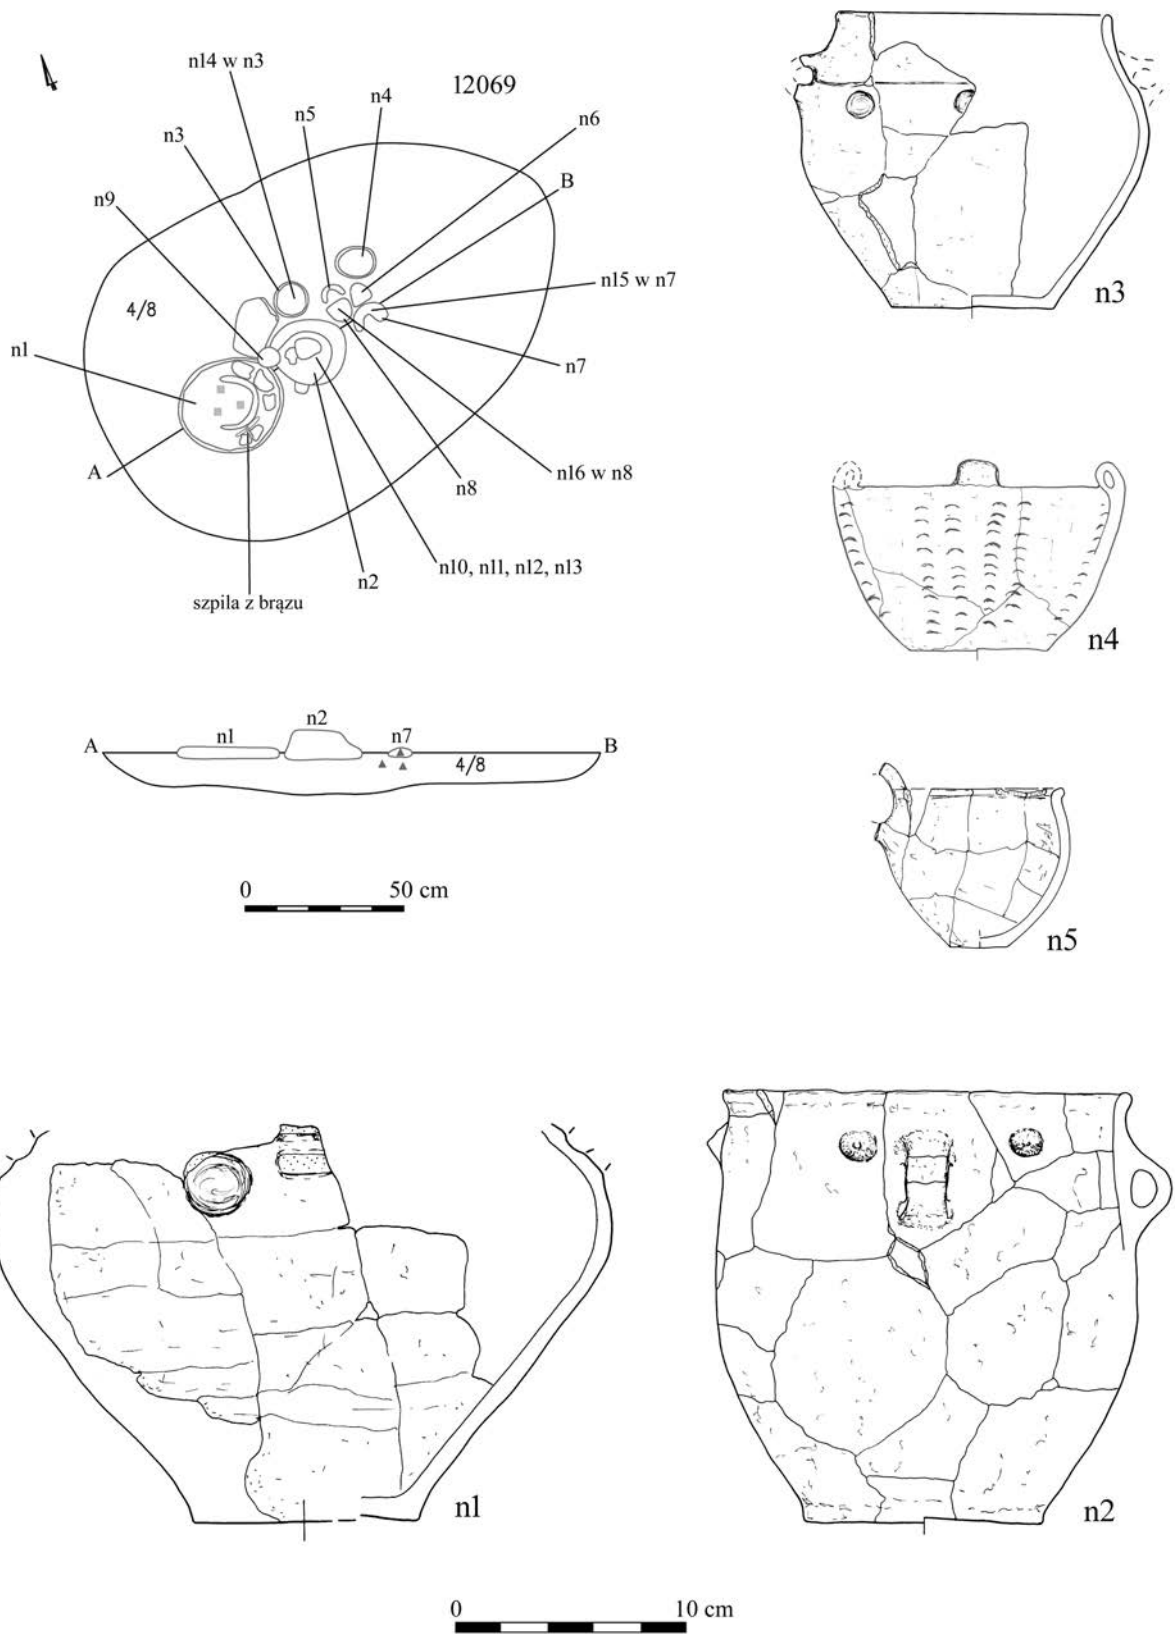 n14 w n3
12069
n5
n4
n3
n6
n9
B
4/8
n15 w n7
n1
n7
A
n16 w n8
n8
n10, n11, n12, n13
n2
szpila z brązu
n3
n4
A
n1
n2
n7
4/8
B
0 50 cm
n5
n1
n2
0 10 cm